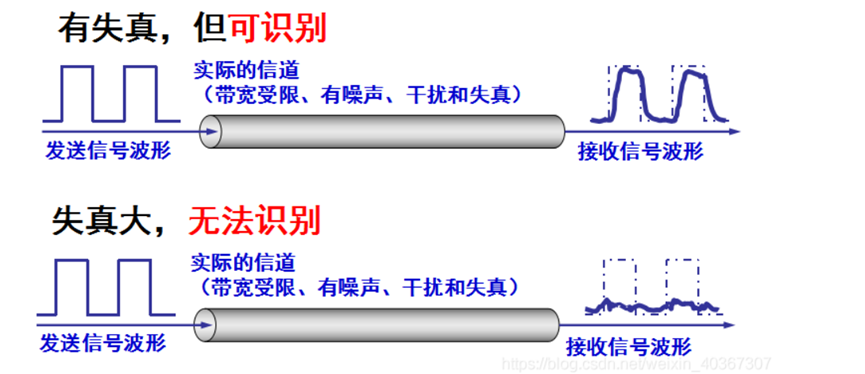 有失真，但可识别
实际的信道
（带宽受限、有噪声、干扰和失真）
发送信号波形
接收信号波形
失真大，无法识别
实际的信道
（带宽受限、有噪声、干扰和失真）
发送信号波形
接收信号波形
https://blog.csdn.net/weixin_40367307